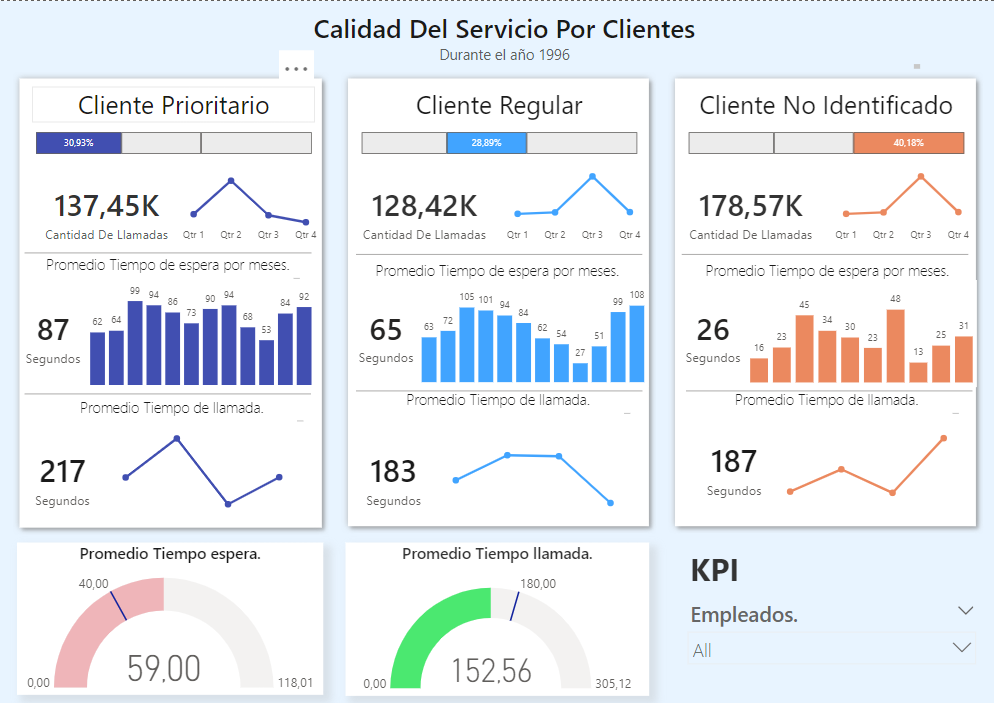 Calidad Del Servicio Por Clientes
Durante el año 1996
Cliente Prioritario
30,93%
137,45K
Cantidad De Llamadas
Qtr 1 Qtr 2 Qtr 3 Qtr 4
Promedio Tiempo de espera por meses.
87
Segundos
62 64 99 94 86 73 90 94 68 53 84 92
Promedio Tiempo de llamada.
217
Segundos
Cliente Regular
28,89%
128,42K
Cantidad De Llamadas
Qtr 1 Qtr 2 Qtr 3 Qtr 4
Promedio Tiempo de espera por meses.
65
Segundos
63 72 105 101 94 84 62 54 27 51 99 108
Promedio Tiempo de llamada.
183
Segundos
Cliente No Identificado
40,18%
178,57K
Cantidad De Llamadas
Qtr 1 Qtr 2 Qtr 3 Qtr 4
Promedio Tiempo de espera por meses.
26
Segundos
16 23 45 34 30 23 48 13 25 31
Promedio Tiempo de llamada.
187
Segundos
Promedio Tiempo espera.
40,00
59,00
0,00 118,01
Promedio Tiempo llamada.
180,00
152,56
0,00 305,12
KPI
Empleados.
All